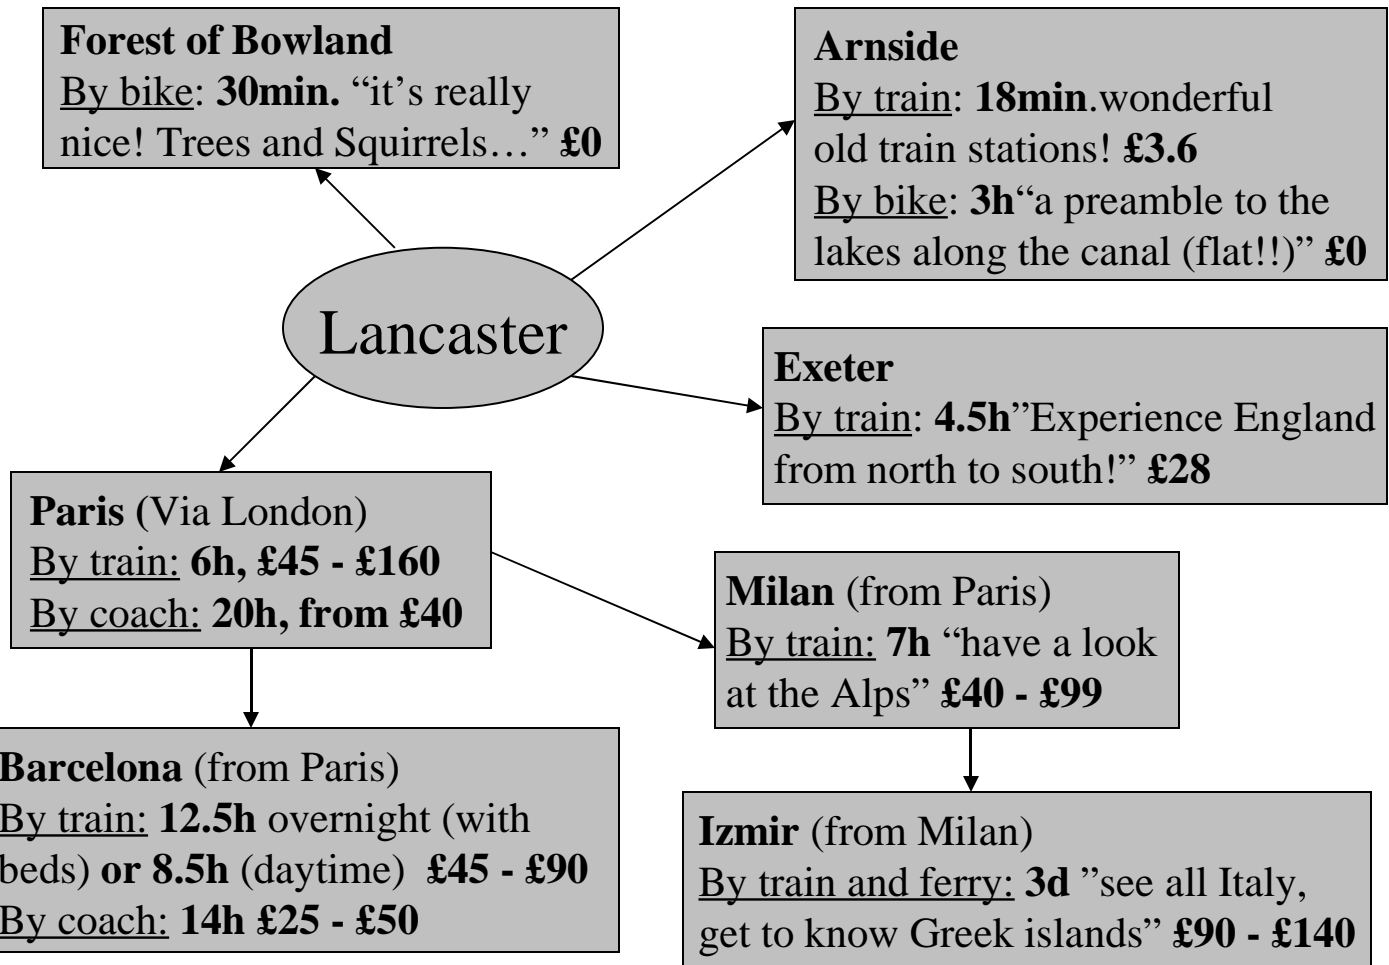 Forest of Bowland
By bike: 30min. “it’s really
nice! Trees and Squirrels…” £0
Arnside
By train: 18min.wonderful
old train stations! £3.6
By bike: 3h“a preamble to the
lakes along the canal (flat!!)” £0
Lancaster
Exeter
By train: 4.5h”Experience England
from north to south!” £28
Paris (Via London)
By train: 6h, £45 - £160
By coach: 20h, from £40
Milan (from Paris)
By train: 7h “have a look
at the Alps” £40 - £99
Barcelona (from Paris)
By train: 12.5h overnight (with
beds) or 8.5h (daytime) £45 - £90
By coach: 14h £25 - £50
Izmir (from Milan)
By train and ferry: 3d ”see all Italy,
get to know Greek islands” £90 - £140